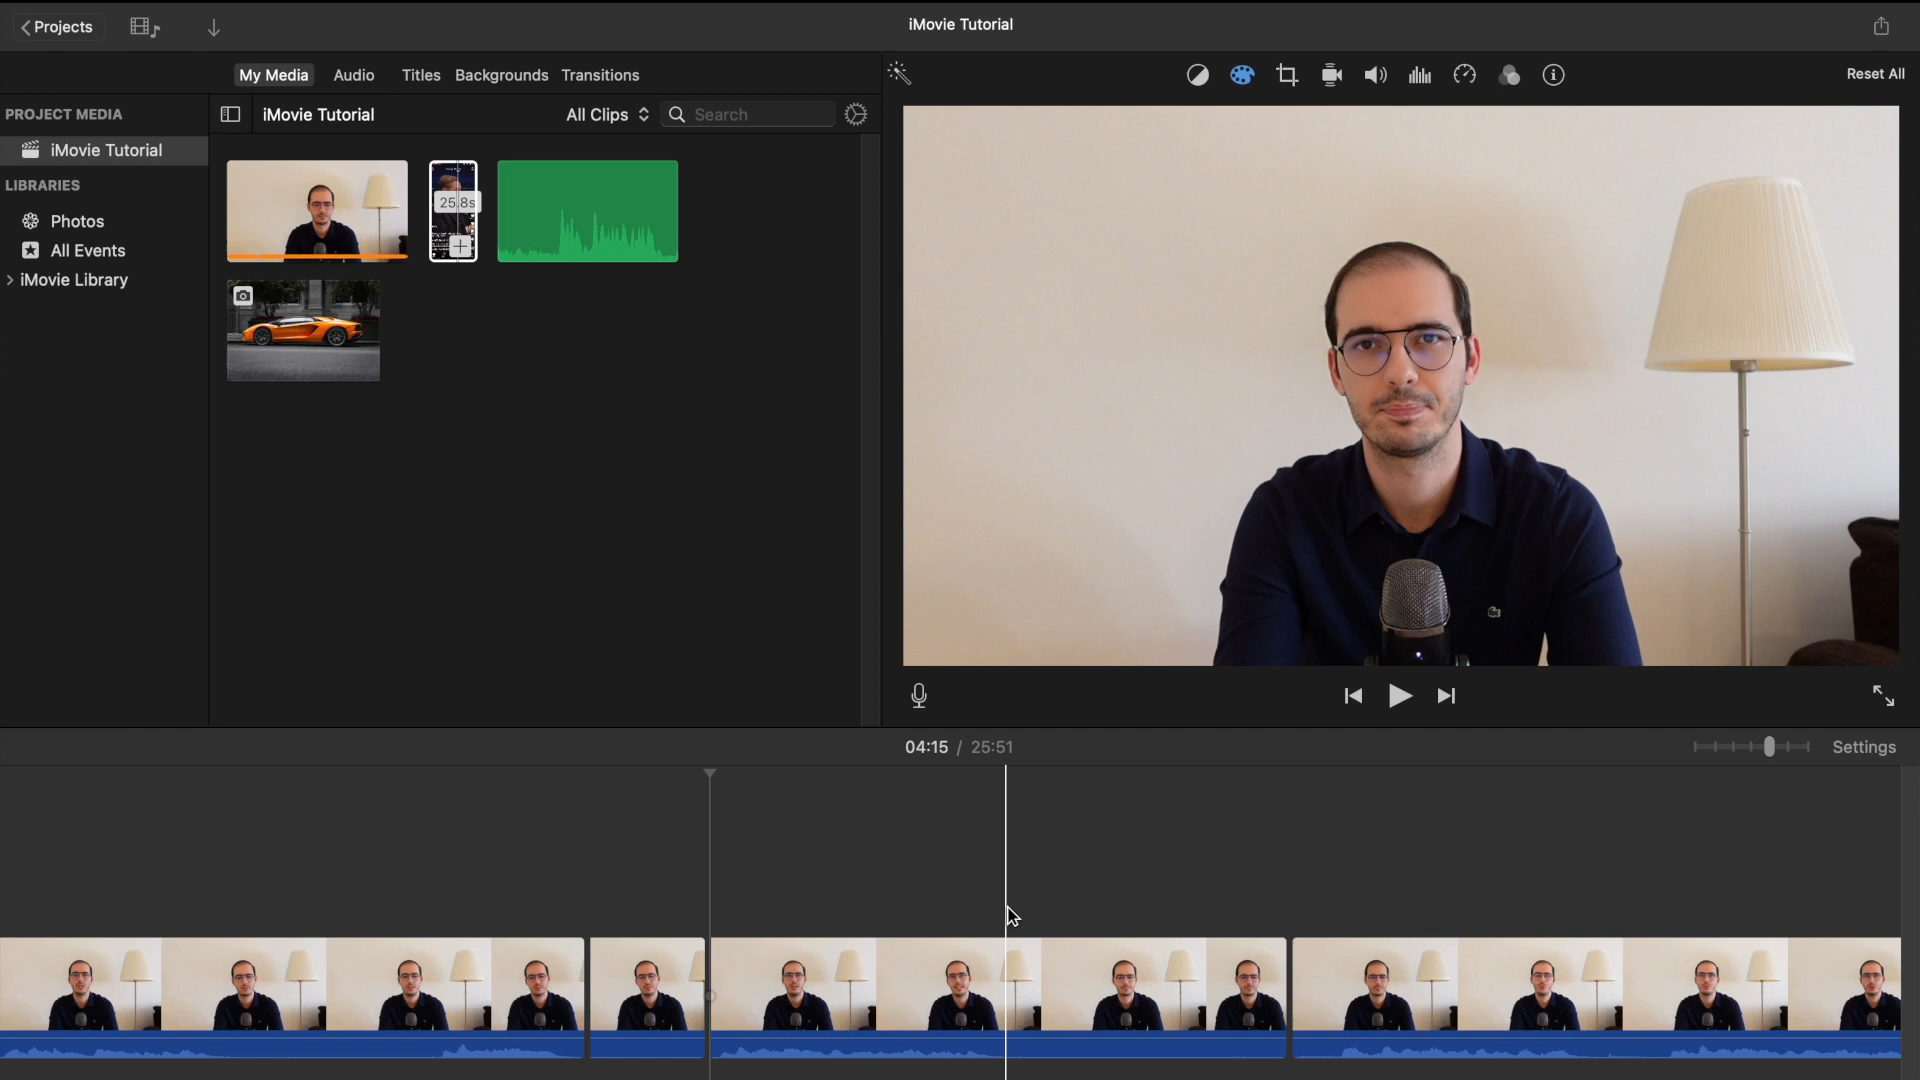 Projects
iMovie Tutorial
My Media
Audio
Titles
Backgrounds
Transitions
Reset All
PROJECT MEDIA
iMovie Tutorial
All Clips
Search
iMovie Tutorial
LIBRARIES
Photos
All Events
iMovie Library
25.8s
04:15 / 25:51
Settings